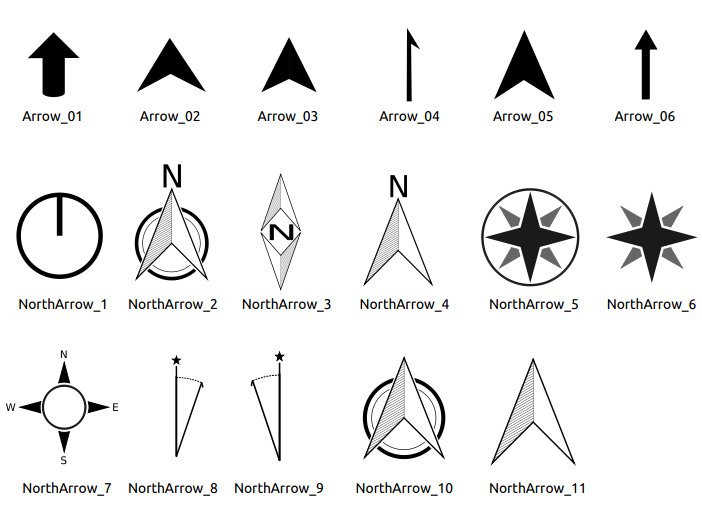 Arrow_01 Arrow_02 Arrow_03 Arrow_04 Arrow_05 Arrow_06
N N N
NorthArrow_1 NorthArrow_2 NorthArrow_3 NorthArrow_4 NorthArrow_5 NorthArrow_6
N
W E
S
NorthArrow_7 NorthArrow_8 NorthArrow_9 NorthArrow_10 NorthArrow_11